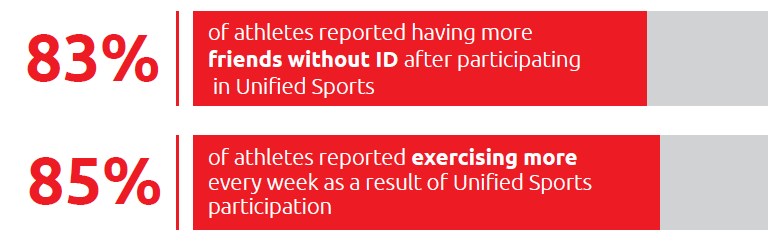 83%
of athletes reported having more
friends without ID after participating
in Unified Sports
85%
of athletes reported exercising more
every week as a result of Unified Sports
participation